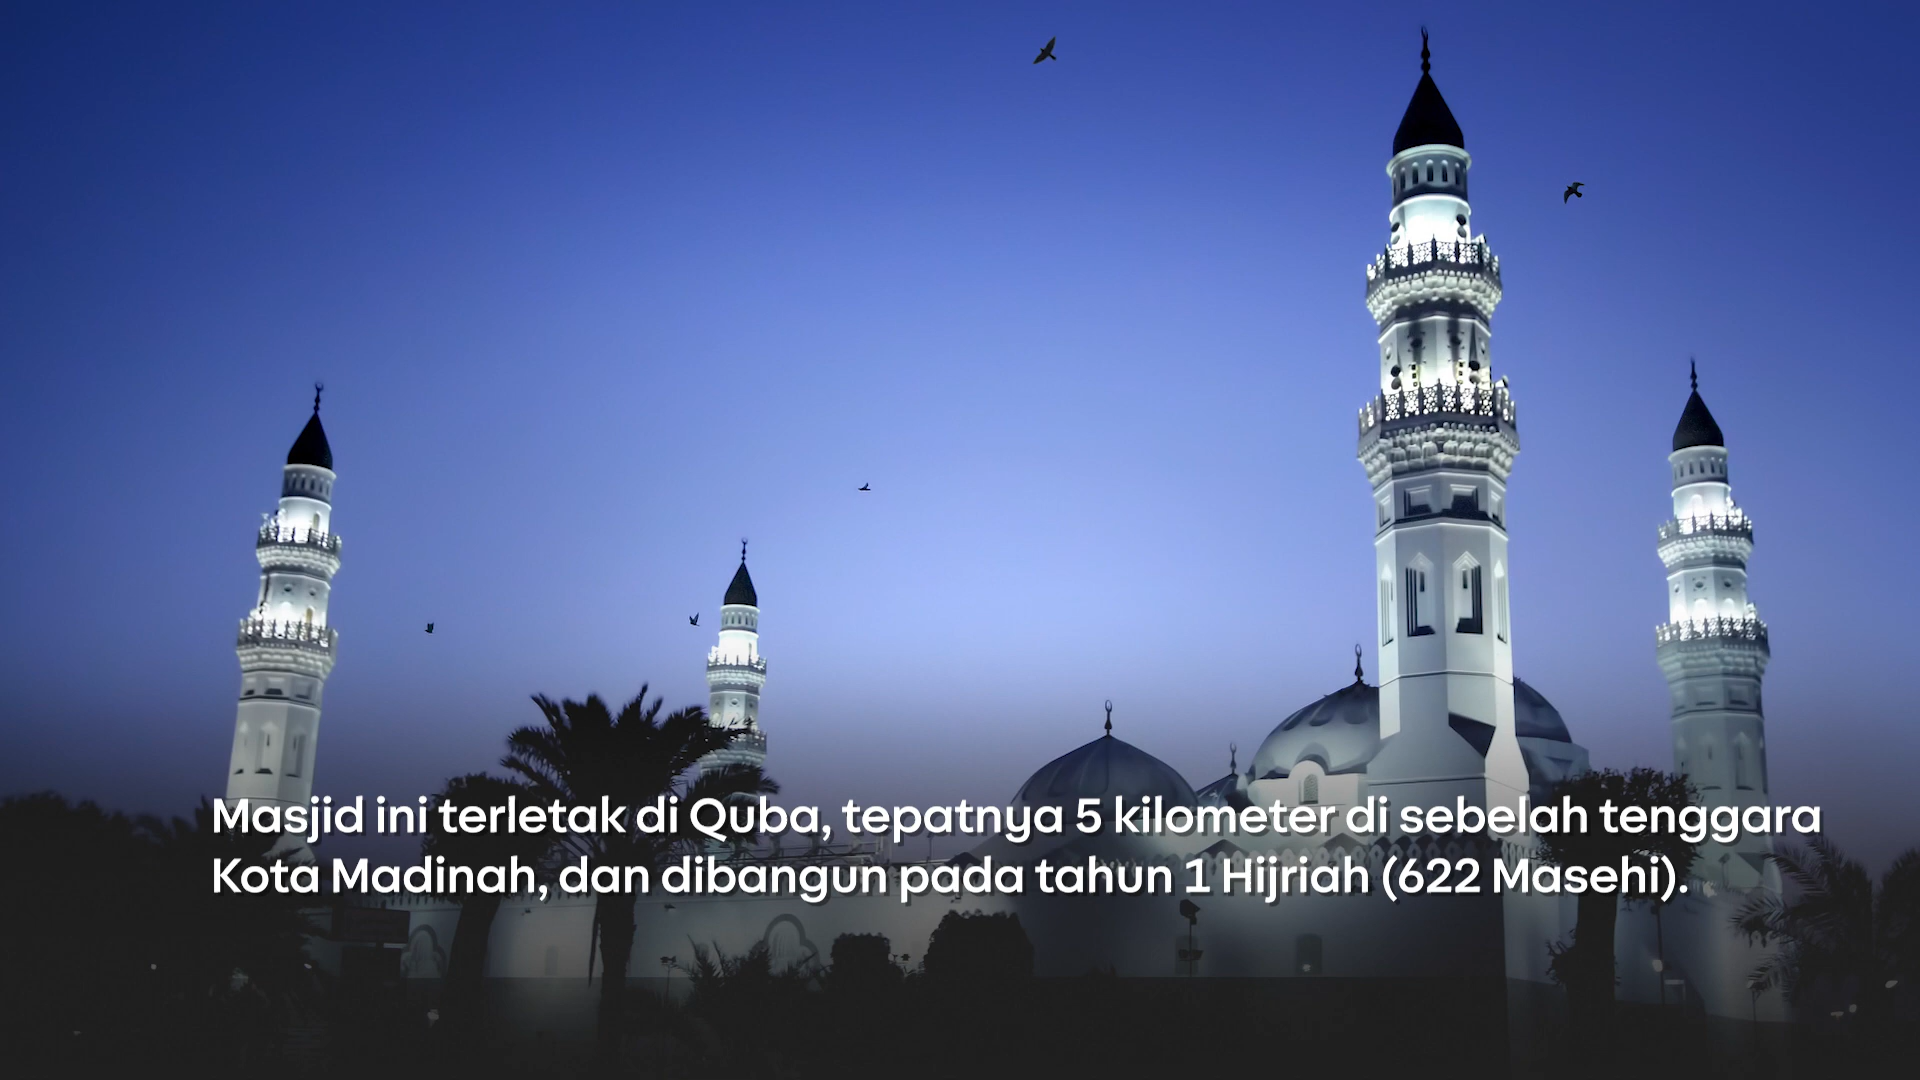 Masjid ini terletak di Quba, tepatnya 5 kilometer di sebelah tenggara
Kota Madinah, dan dibangun pada tahun 1 Hijriah (622 Masehi).